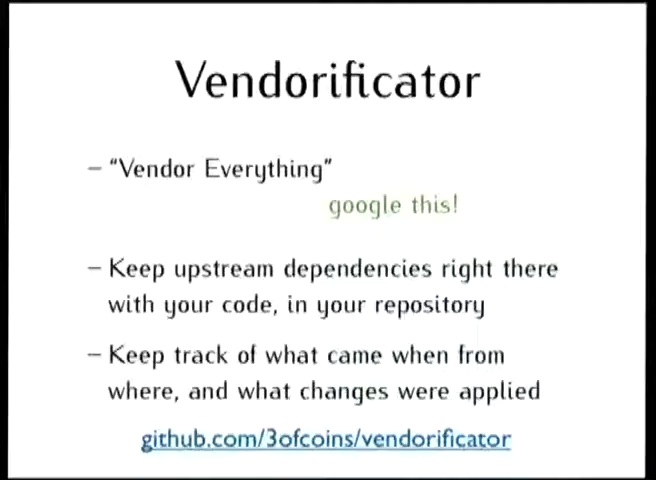 Vendorificator
– "Vendor Everything"
google this!
– Keep upstream dependencies right there
with your code, in your repository
– Keep track of what came when from
where, and what changes were applied
github.com/3ofcoins/vendorificator